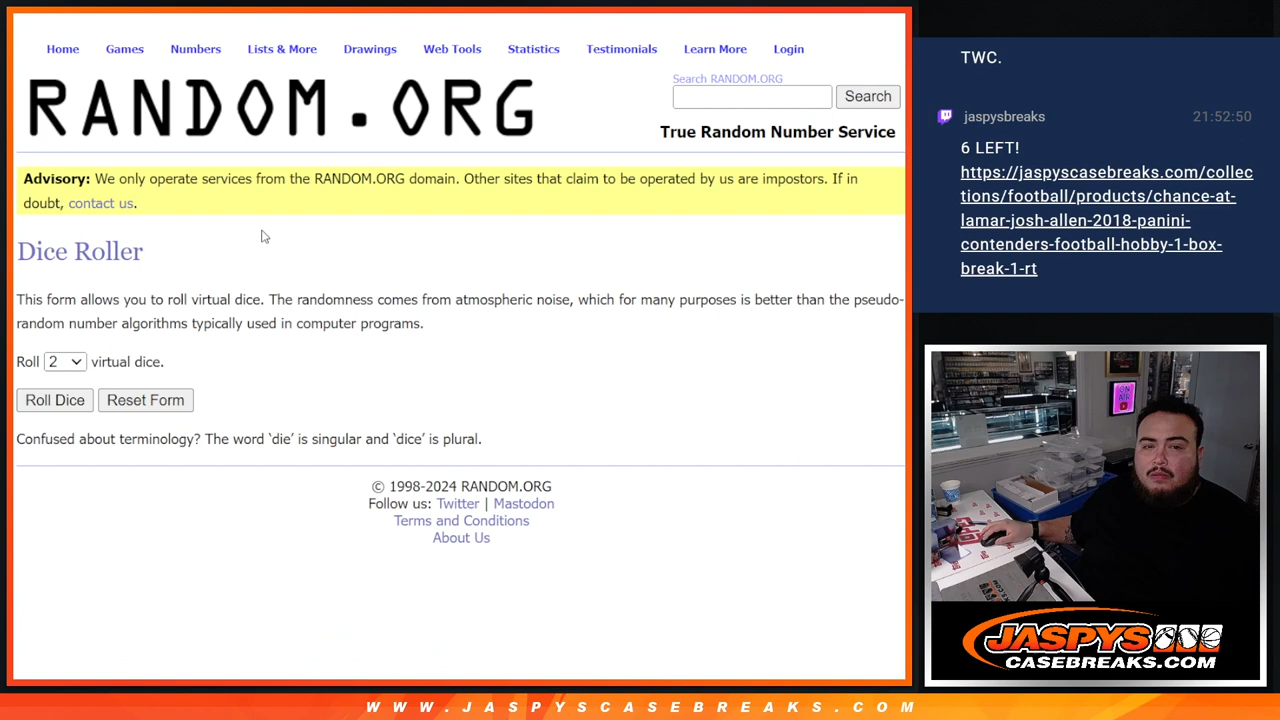 Home Games Numbers Lists & More Drawings Web Tools Statistics Testimonials Learn More Login
RANDOM.ORG
Search RANDOM.ORG
Search
True Random Number Service
Advisory: We only operate services from the RANDOM.ORG domain. Other sites that claim to be operated by us are impostors. If in
doubt, contact us.
Dice Roller
This form allows you to roll virtual dice. The randomness comes from atmospheric noise, which for many purposes is better than the pseudo-
random number algorithms typically used in computer programs.
Roll 2 virtual dice.
Roll Dice Reset Form
Confused about terminology? The word ‘die’ is singular and ‘dice’ is plural.
© 1998-2024 RANDOM.ORG
Follow us: Twitter | Mastodon
Terms and Conditions
About Us
TWC.
jaspysbreaks 21:52:50
6 LEFT!
https://jaspyscasebreaks.com/collec
tions/football/products/chance-at-
lamar-josh-allen-2018-panini-
contenders-football-hobby-1-box-
break-1-rt
ON
AIR
JASPYS
CASEBREAKS.COM
WWW.JASPYSCASEBREAKS.COM